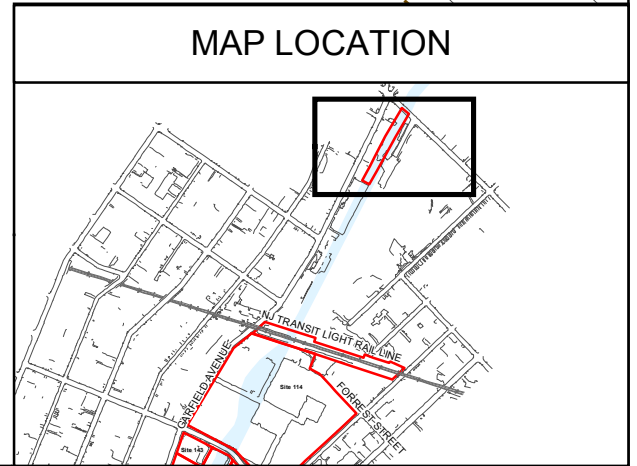 MAP LOCATION
NJ TRANSIT LIGHT RAIL LINE
GARFIELD AVENUE
Site 114
FORREST STREET
Site 143